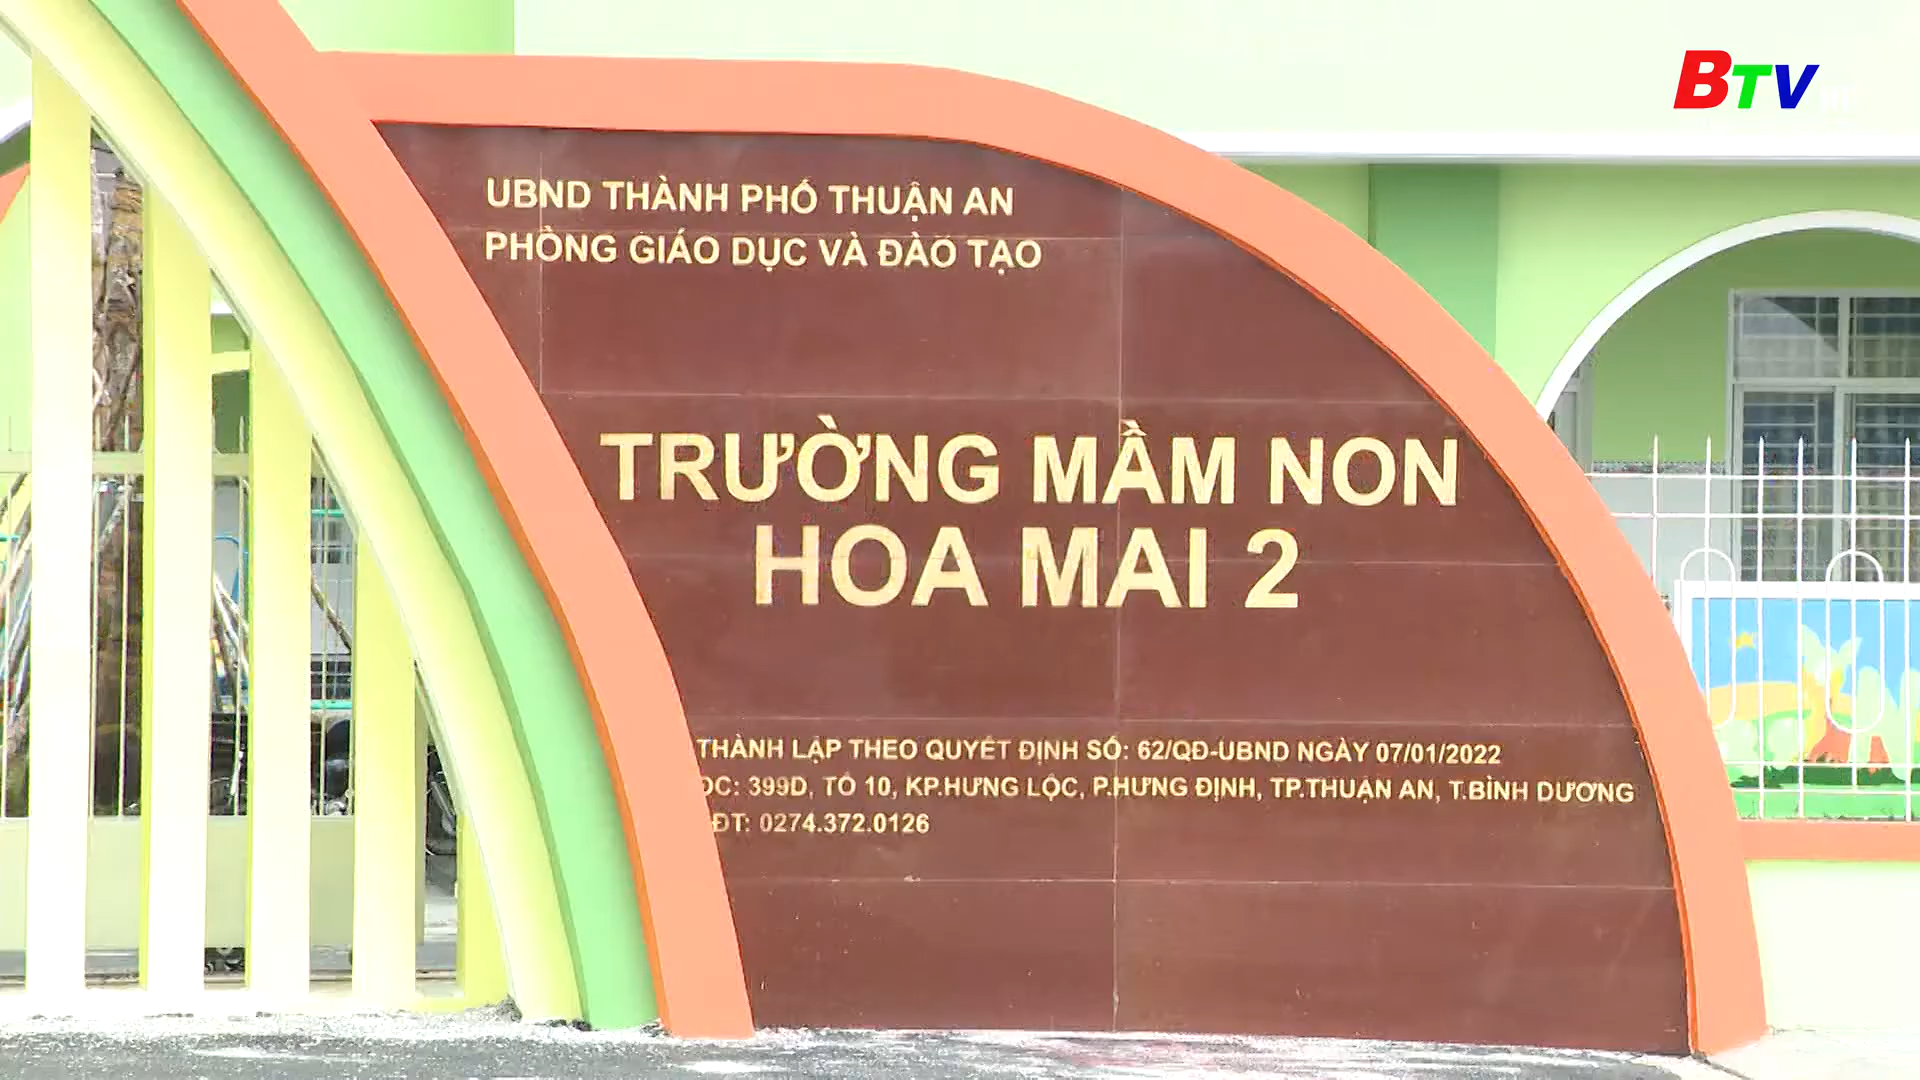 BTV
UBND THÀNH PHỐ THUẬN AN
PHÒNG GIÁO DỤC VÀ ĐÀO TẠO
TRƯỜNG MẦM NON
HOA MAI 2
THÀNH LẬP THEO QUYẾT ĐỊNH SỐ: 62/QĐ-UBND NGÀY 07/01/2022
ĐC: 399D, TỔ 10, KP.HƯNG LỘC, P.HƯNG ĐỊNH, TP.THUẬN AN, T.BÌNH DƯƠNG
ĐT: 0274.372.0126